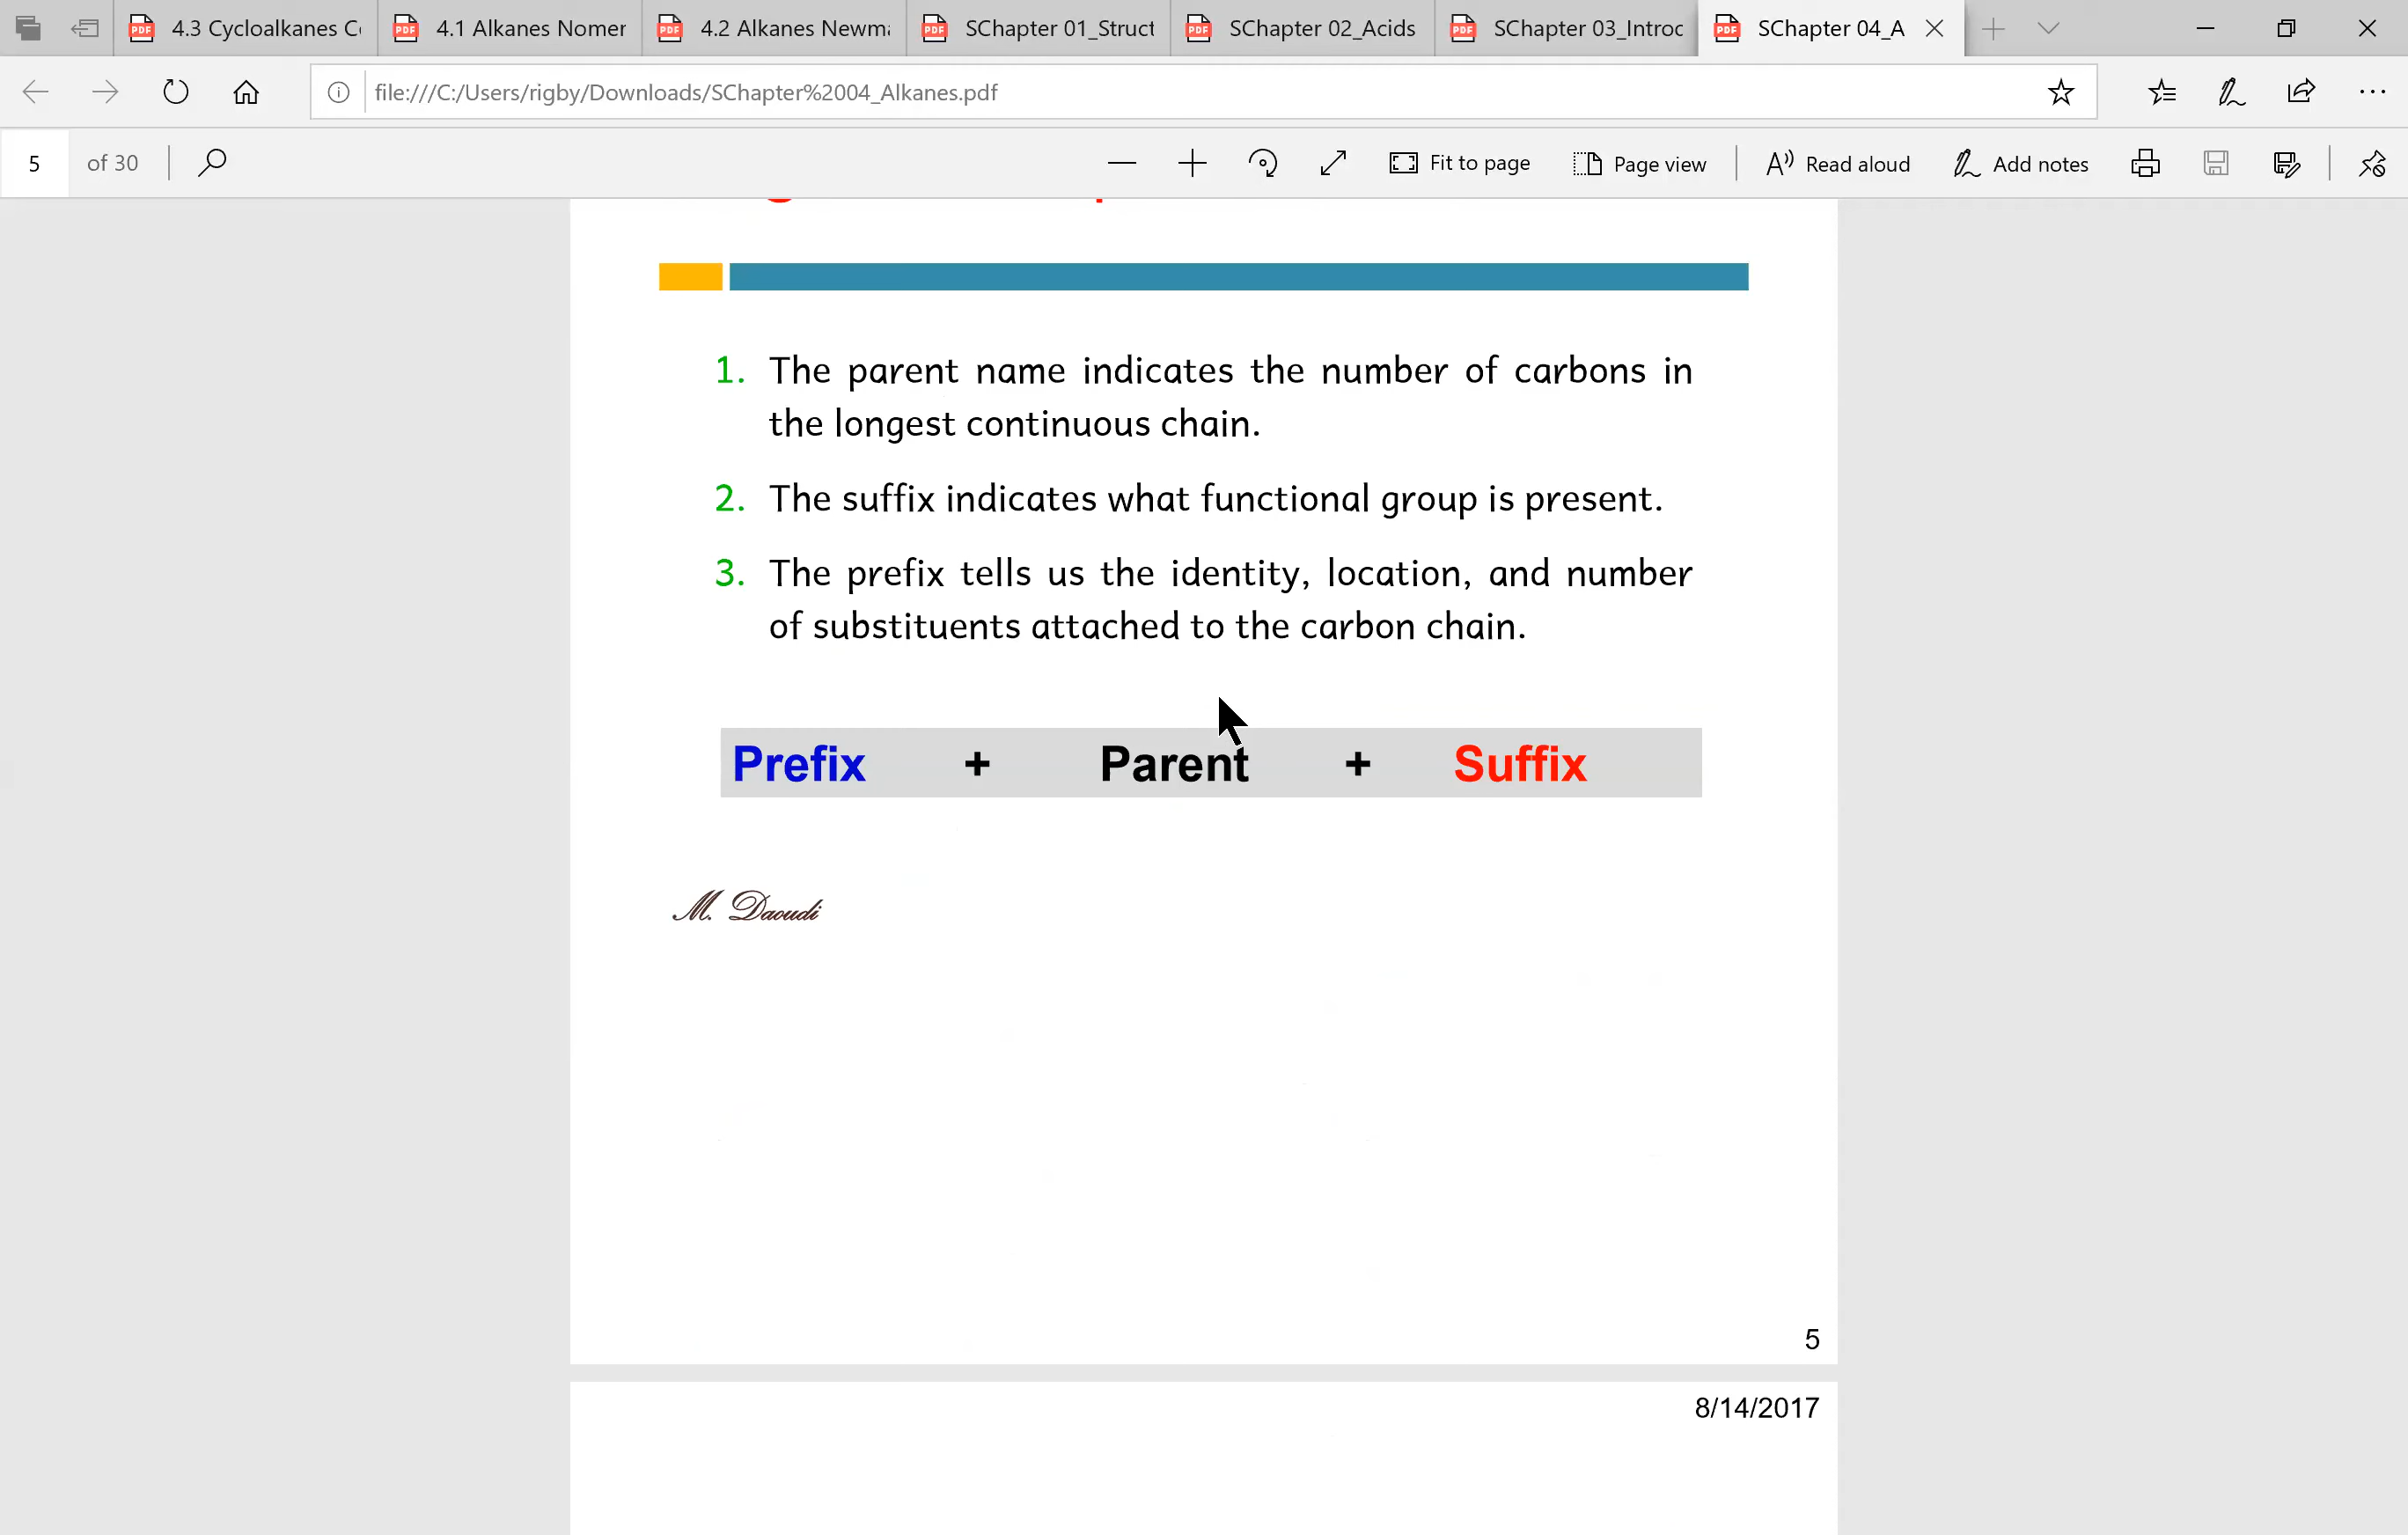 4.3 Cycloalkanes C
4.1 Alkanes Nomer
4.2 Alkanes Newm
SChapter 01_Struct
SChapter 02_Acids
SChapter 03_Introc
SChapter 04_A
file:///C:/Users/rigby/Downloads/SChapter%2004_Alkanes.pdf
5 of 30
Fit to page
Page view
Read aloud
Add notes
1. The parent name indicates the number of carbons in
the longest continuous chain.
2. The suffix indicates what functional group is present.
3. The prefix tells us the identity, location, and number
of substituents attached to the carbon chain.
Prefix + Parent + Suffix
M. Daoudi
5
8/14/2017